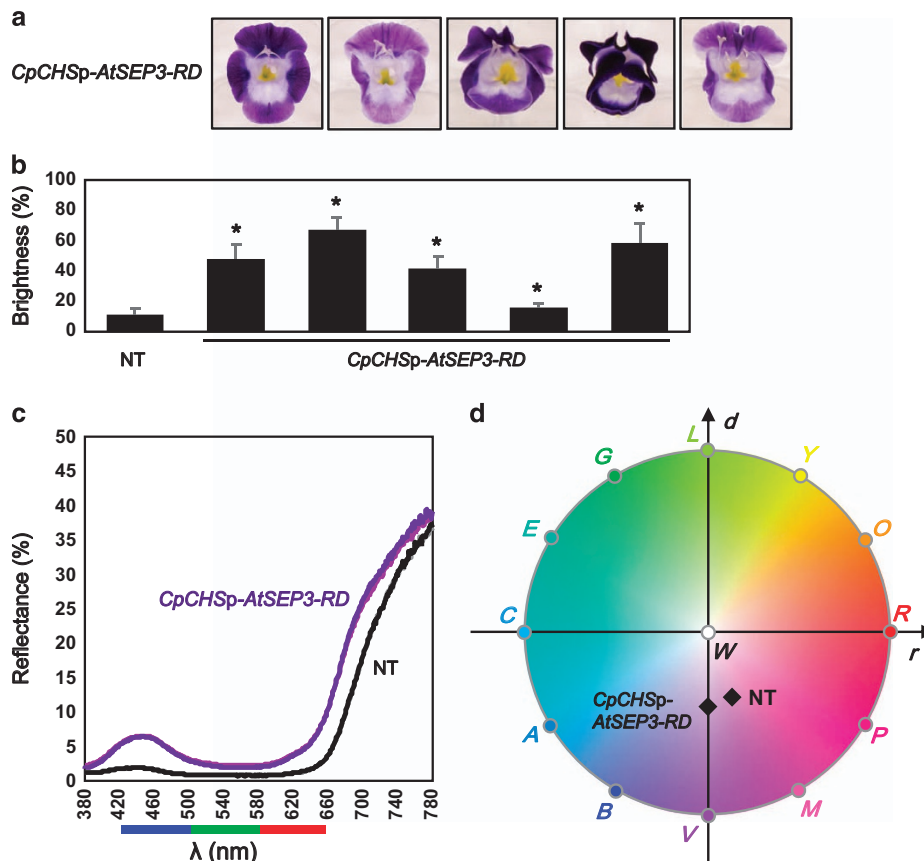 a
CpCHSp-AtSEP3-RD
b
Brightness (%)
100
80
60
40
20
0
* * * * *
NT
CpCHSp-AtSEP3-RD
c
Reflectance (%)
50
45
40
35
30
25
20
15
10
5
0
CpCHSp-AtSEP3-RD
NT
380 420 460 500 540 580 620 660 700 740 780
λ (nm)
d
d
L
G
Y
E
O
C
W
R
r
CpCHSp-
AtSEP3-RD
NT
A
P
B
M
V